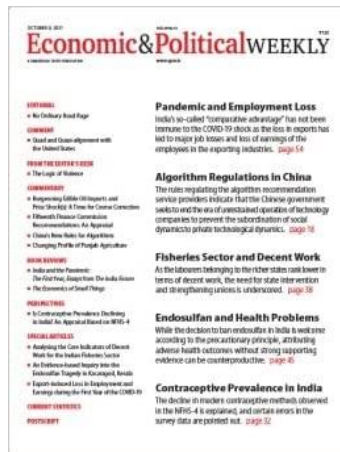 OCTOBER 9, 2021
Economic&PoliticalWEEKLY
A SAMEEKSHA TRUST PUBLICATION
www.epw.in
EDITORIAL
No Ordinary Road Rage
COMMENT
Quad and Quasi-alignment with
the United States
FROM THE EDITOR'S DESK
The Logic of Violence
COMMENTARY
Burgeoning Edible Oil Imports and
Price Shock(s): A Time for Course Correction
Fifteenth Finance Commission
Recommendations: An Appraisal
China's New Rules for Algorithms
Changing Profile of Punjab Agriculture
BOOK REVIEWS
India and the Pandemic:
The First Year, Essays from The India Forum
The Economics of Small Things
PERSPECTIVES
Is Contraceptive Prevalence Declining
in India? An Appraisal Based on NFHS-4
SPECIAL ARTICLES
Analysing the Core Indicators of Decent
Work for the Indian Fisheries Sector
An Evidence-based Inquiry into the
Endosulfan Tragedy in Kasaragod, Kerala
Export-induced Loss in Employment and
Earnings during the First Year of the COVID-19
CURRENT STATISTICS
POSTSCRIPT
Pandemic and Employment Loss
India's so-called "comparative advantage" has not been
immune to the COVID-19 shock as the loss in exports has
led to major job losses and loss of earnings of the
employees in the exporting industries. page 54
Algorithm Regulations in China
The rules regulating the algorithm recommendation
service providers indicate that the Chinese government
seeks to end the era of unrestrained operation of technology
companies to prevent the subordination of social
dynamics to private technological dynamics. page 18
Fisheries Sector and Decent Work
As the labourers belonging to the richer states rank lower in
terms of decent work, the need for state intervention
and strengthening unions is underscored. page 38
Endosulfan and Health Problems
While the decision to ban endosulfan in India is welcome
according to the precautionary principle, attributing
adverse health outcomes without strong supporting
evidence can be counterproductive. page 45
Contraceptive Prevalence in India
The decline in modern contraceptive methods observed
in the NFHS-4 is explained, and certain errors in the
survey data are pointed out. page 32